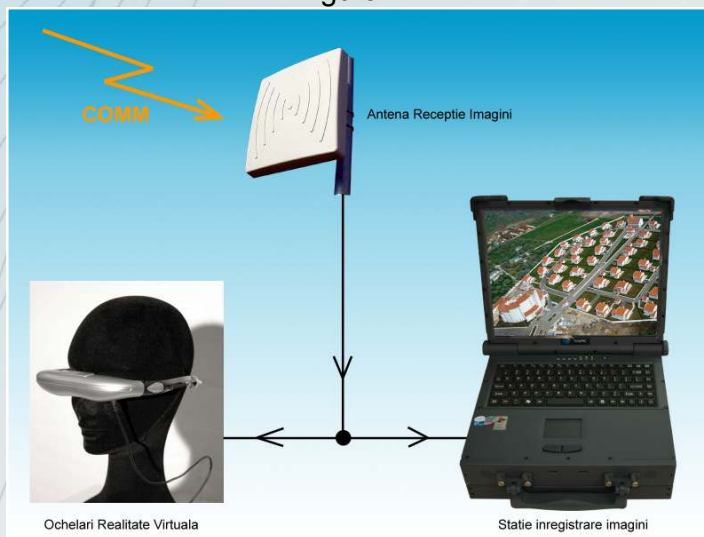 COMM
Antena Receptie Imagini
Ochelari Realitate Virtuala
Statie inregistrare imagini